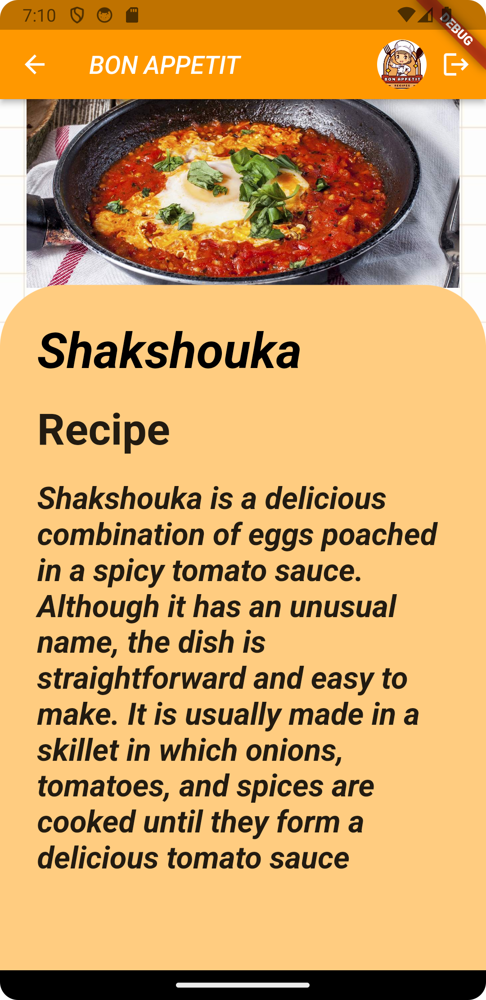 7:10
DEBUG
BON APPETIT
BON APPETIT
RECIPES
Shakshouka
Recipe
Shakshouka is a delicious
combination of eggs poached
in a spicy tomato sauce.
Although it has an unusual
name, the dish is
straightforward and easy to
make. It is usually made in a
skillet in which onions,
tomatoes, and spices are
cooked until they form a
delicious tomato sauce